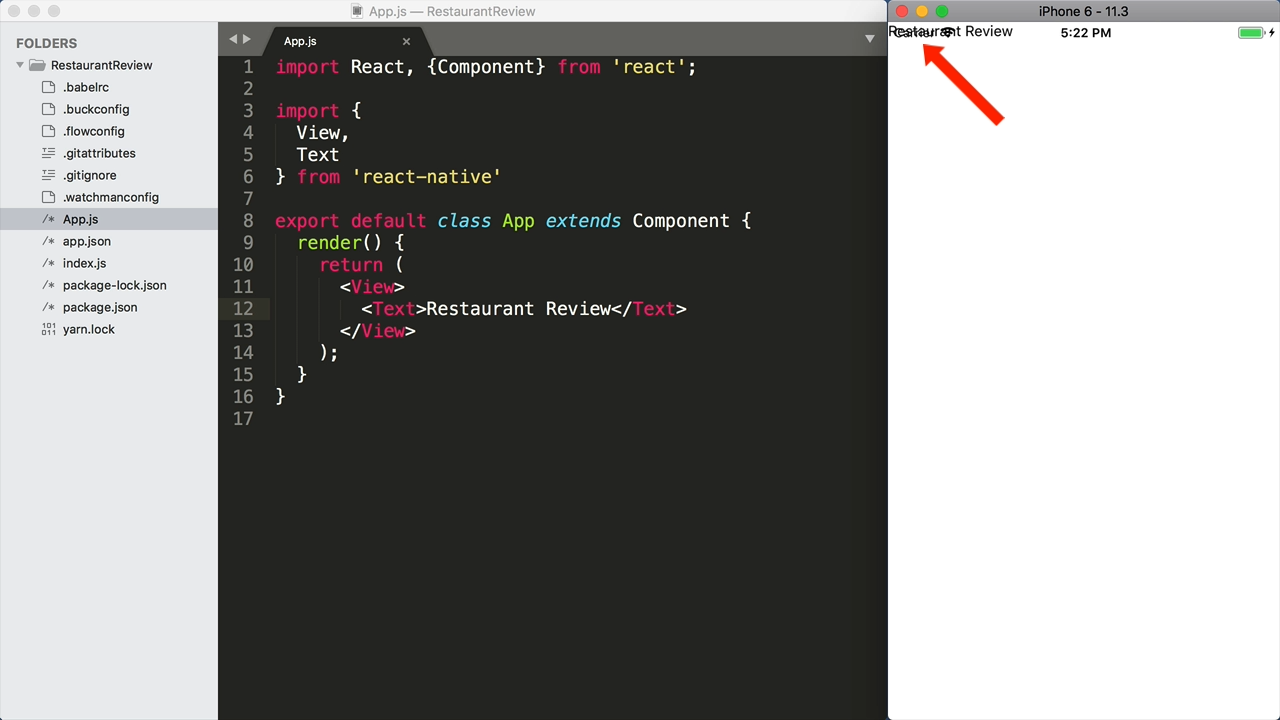 App.js — RestaurantReview
FOLDERS
RestaurantReview
.babelrc
.buckconfig
.flowconfig
.gitattributes
.gitignore
.watchmanconfig
/* App.js
/* app.json
/* index.js
/* package-lock.json
/* package.json
yarn.lock
App.js ×
1 import React, {Component} from 'react';
2
3 import {
4 View,
5 Text
6 } from 'react-native'
7
8 export default class App extends Component {
9 render() {
10 return (
11 <View>
12 <Text>Restaurant Review</Text>
13 </View>
14 );
15 }
16 }
17
iPhone 6 - 11.3
Restaurant Review
Carrier 5:22 PM